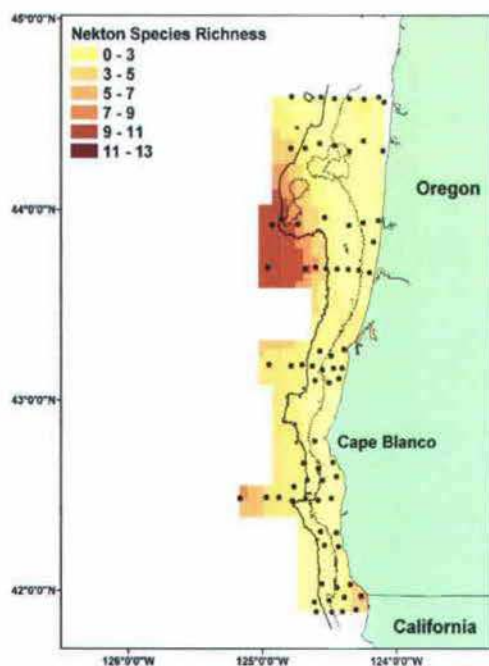 45°0'0"N
Nekton Species Richness
0 - 3
3 - 5
5 - 7
7 - 9
9 - 11
11 - 13
Oregon
44°0'0"N
43°0'0"N
Cape Blanco
42°0'0"N
California
126°0'0"W
125°0'0"W
124°0'0"W